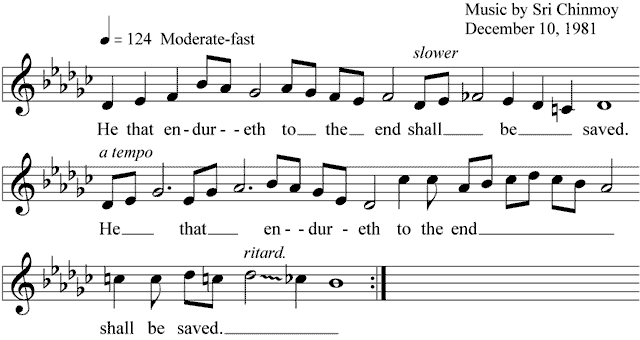 Music by Sri Chinmoy
December 10, 1981
= 124 Moderate-fast
slower
He that en-dur--eth to the end shall be saved.
a tempo
He that en--dur-eth to the end
ritard.
shall be saved.